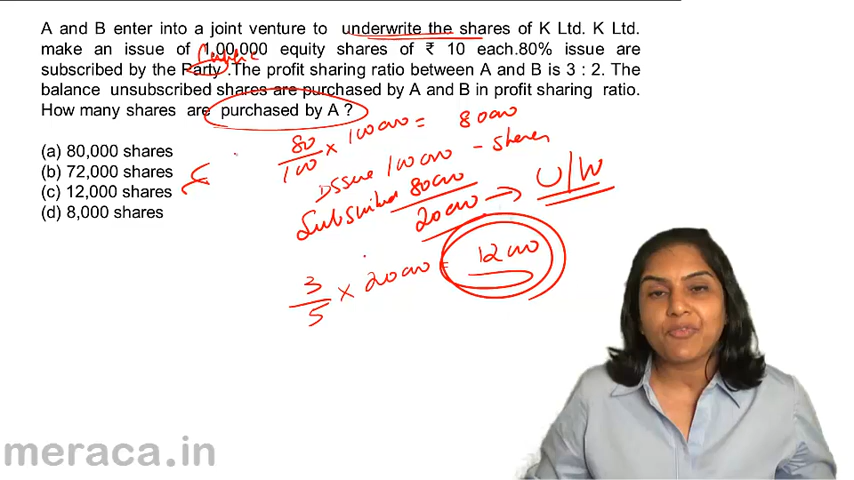 A and B enter into a joint venture to underwrite the shares of K Ltd. K Ltd.
make an issue of 1,00,000 equity shares of ₹ 10 each.80% issue are
Public
subscribed by the Party .The profit sharing ratio between A and B is 3 : 2. The
balance unsubscribed shares are purchased by A and B in profit sharing ratio.
How many shares are purchased by A ?
80/100 × 100000 = 80000
(a) 80,000 shares
(b) 72,000 shares
(c) 12,000 shares
(d) 8,000 shares
Issue 100000 - shares
Subscribed 80000
20000 → U/W
3/5 × 20000 = 12000
meraca.in